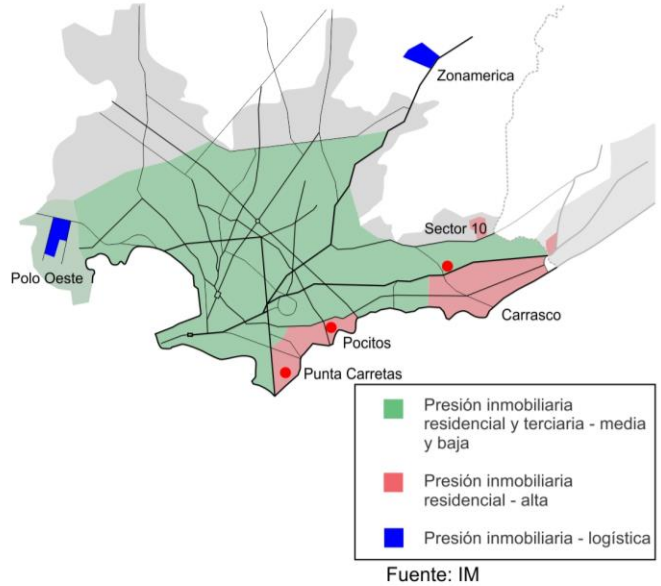 Zonamerica
Sector 10
Polo Oeste
Carrasco
Pocitos
Punta Carretas
Presión inmobiliaria
residencial y terciaria - media
y baja
Presión inmobiliaria
residencial - alta
Presión inmobiliaria - logística
Fuente: IM